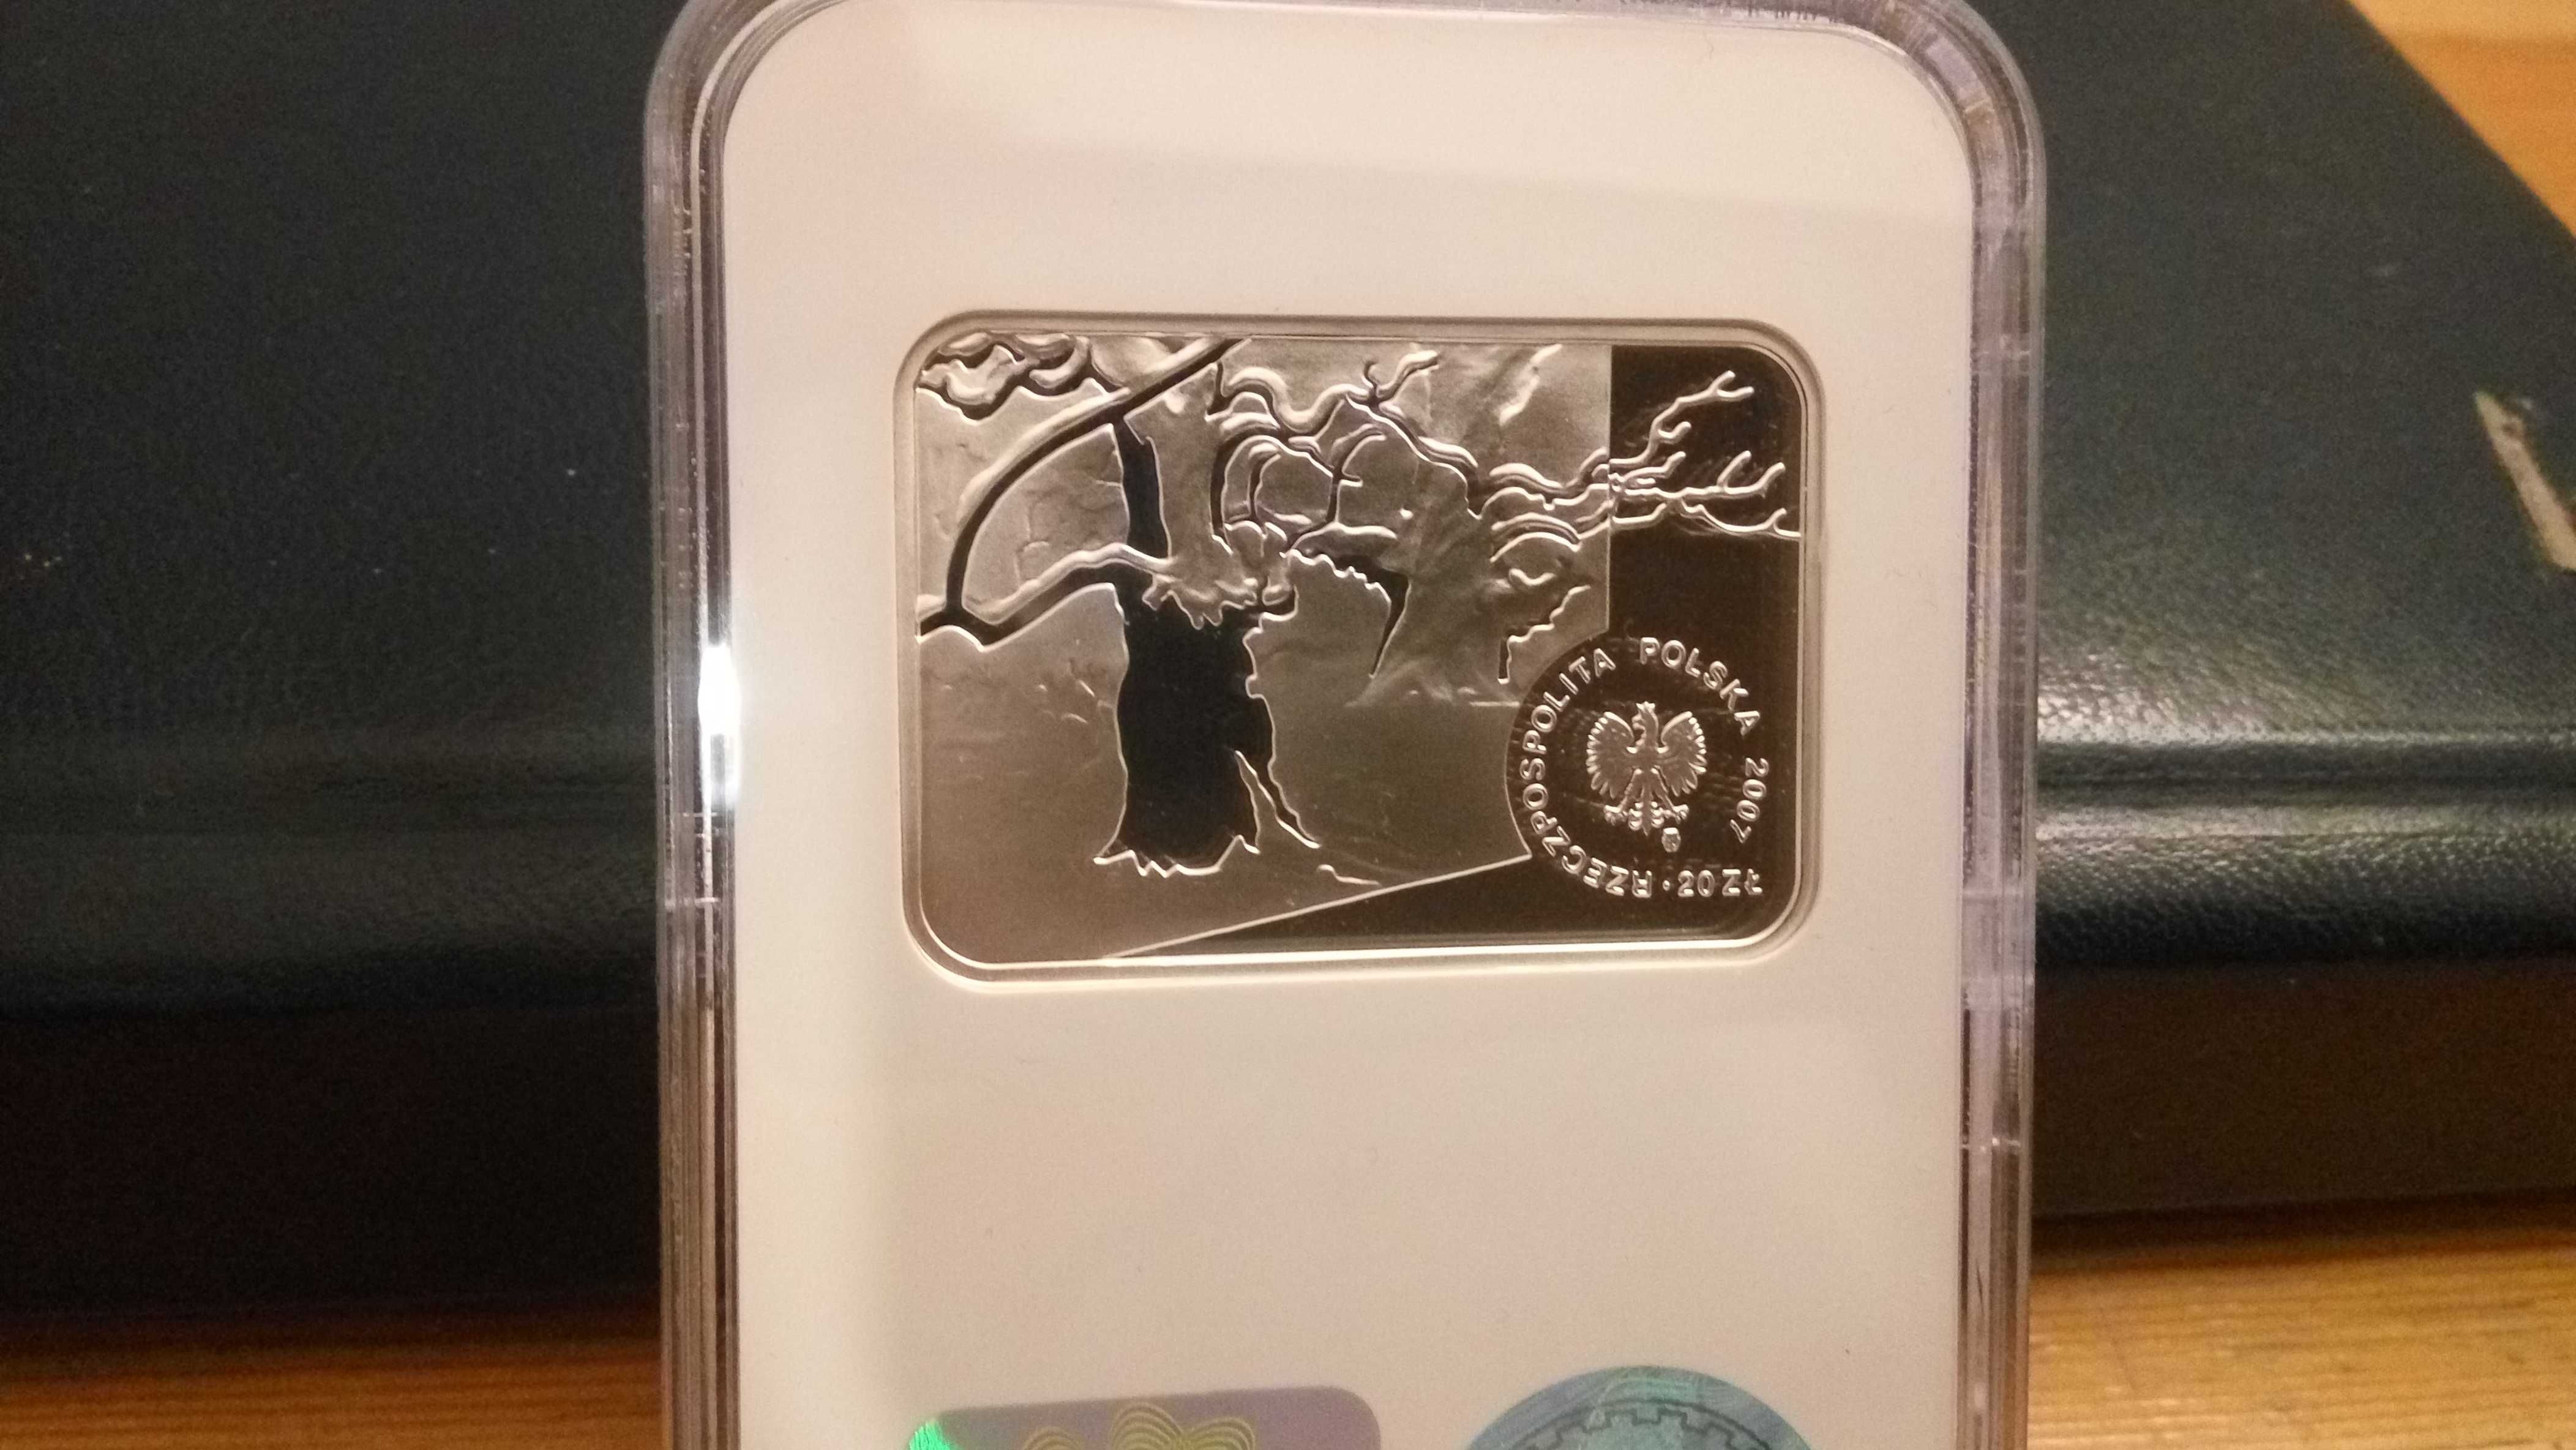 RZECZPOSPOLITA POLSKA 2007
20 ZŁ